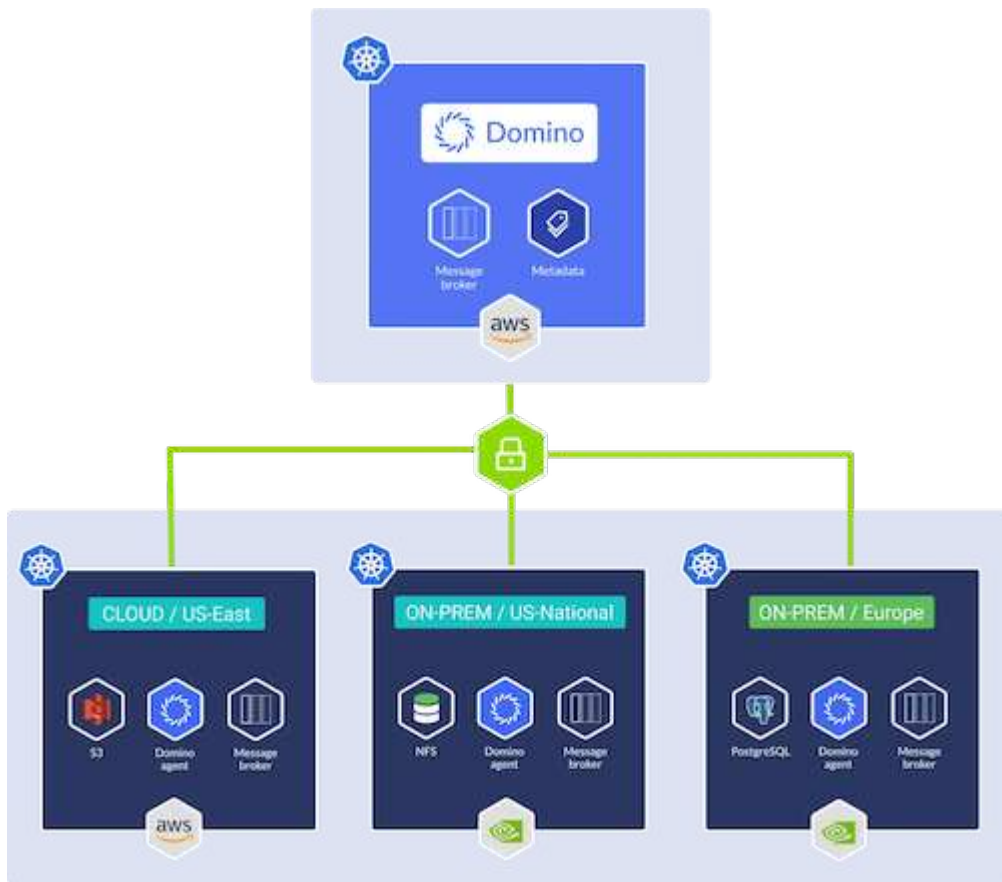 Domino
Message
broker
Metadata
aws
CLOUD / US-East
S3
Domino
agent
Message
broker
aws
ON-PREM / US-National
NFS
Domino
agent
Message
broker
ON-PREM / Europe
PostgreSQL
Domino
agent
Message
broker